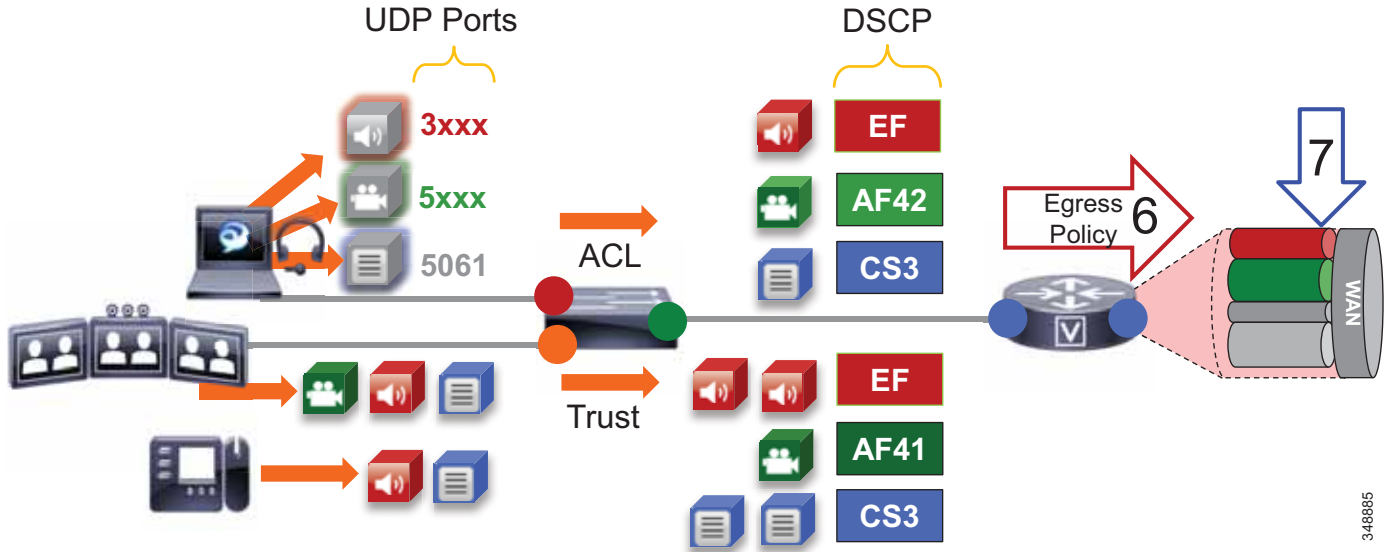 UDP Ports
DSCP
3xxx
5xxx
5061
ACL
EF
AF42
CS3
Egress
Policy
6
7
WAN
V
Trust
EF
AF41
CS3
348885